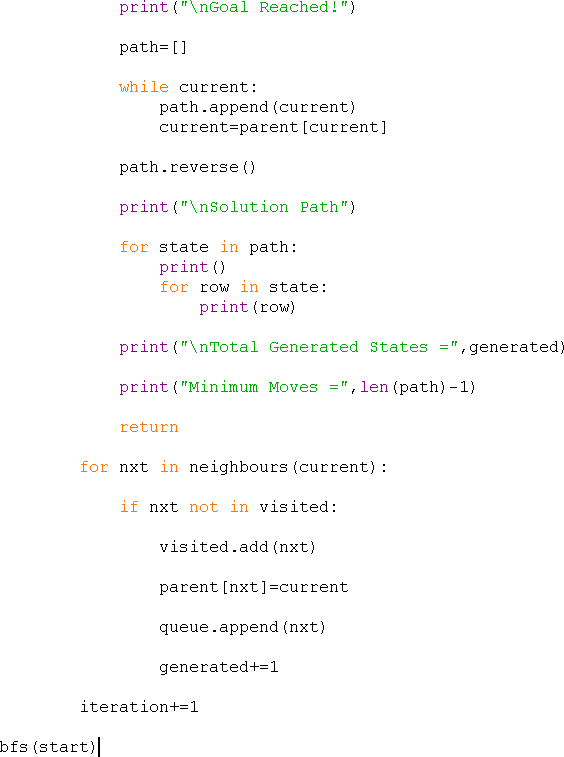 print("\nGoal Reached!")
            path=[]
            while current:
                path.append(current)
                current=parent[current]
            path.reverse()
            print("\nSolution Path")
            for state in path:
                print()
                for row in state:
                    print(row)
            print("\nTotal Generated States =",generated)
            print("Minimum Moves =",len(path)-1)
            return
        for nxt in neighbours(current):
            if nxt not in visited:
                visited.add(nxt)
                parent[nxt]=current
                queue.append(nxt)
                generated+=1
        iteration+=1
bfs(start)